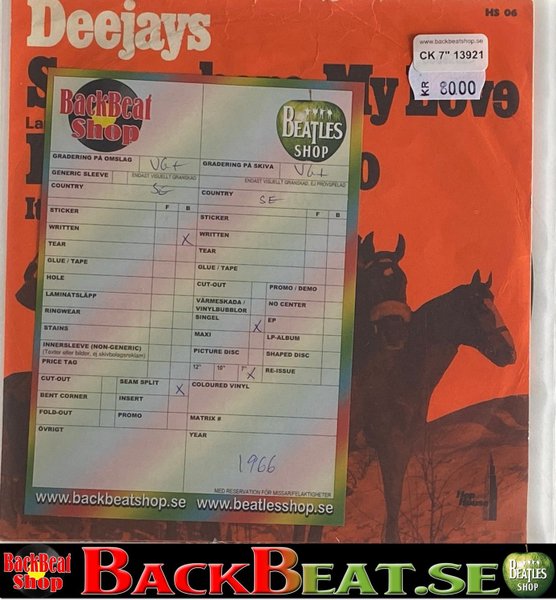 Deejays
HS 06
www.backbeatshop.se
CK 7" 13921
KR 8000
My Love
La
It
BackBeat
Shop
BEATLES
SHOP
GRADERING PÅ OMSLAG VG+
GENERIC SLEEVE ENDAST VISUELLT GRANSKAD
COUNTRY SE
F B
STICKER
WRITTEN X
TEAR
GLUE / TAPE
HOLE
LAMINATSLÄPP
RINGWEAR
STAINS
INNERSLEEVE (NON-GENERIC)
(Texter eller bilder, ej skivbolagsreklam)
PRICE TAG
CUT-OUT SEAM SPLIT X
BENT CORNER INSERT
FOLD-OUT PROMO
ÖVRIGT
GRADERING PÅ SKIVA VG+
ENDAST VISUELLT GRANSKAD, EJ PROVSPELAD
COUNTRY SE
F B
STICKER
WRITTEN
TEAR
GLUE / TAPE
CUT-OUT PROMO / DEMO
VÄRMESKADA / VINYLBUBBLOR NO CENTER
SINGEL X EP
MAXI LP-ALBUM
PICTURE DISC SHAPED DISC
12" 10" 7" X RE-ISSUE
COLOURED VINYL
MATRIX #
YEAR
1966
MED RESERVATION FÖR MISSAR/FELAKTIGHETER
www.backbeatshop.se www.beatlesshop.se
Hep
House
BackBeat
Shop
BACKBEAT.SE
BEATLES
SHOP